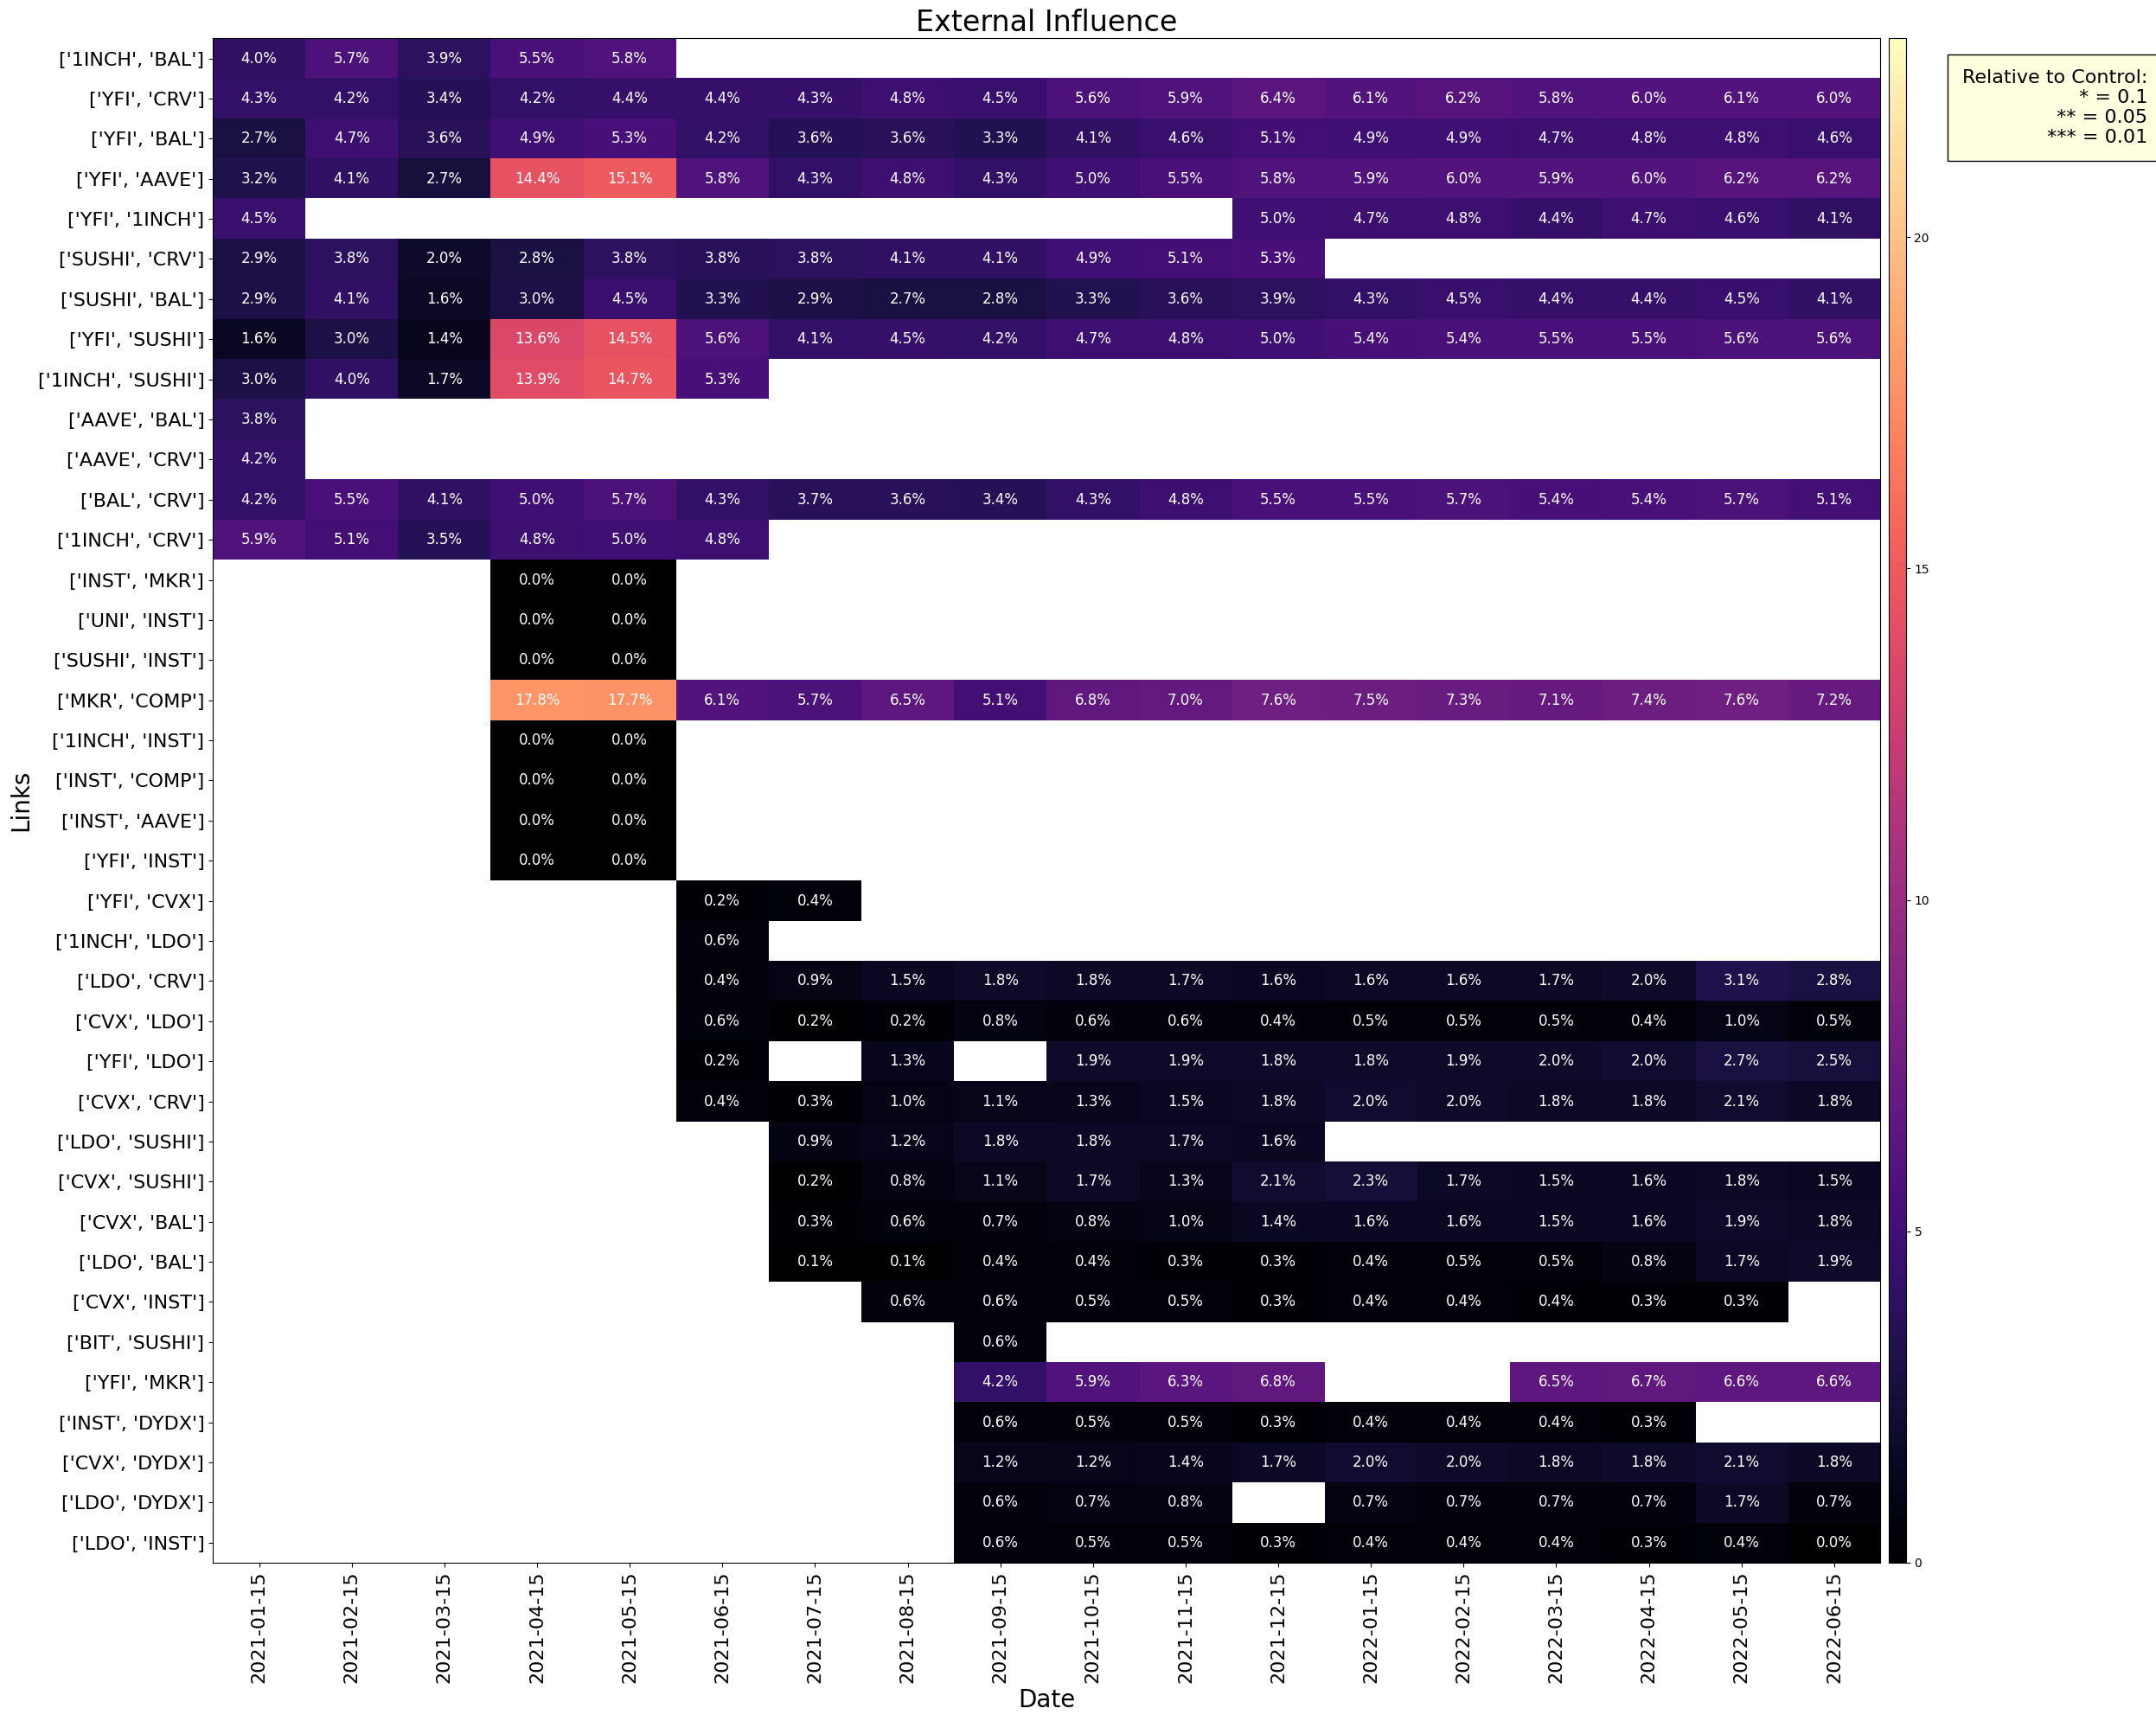 External Influence
Relative to Control:
* = 0.1
** = 0.05
*** = 0.01
Links
['1INCH', 'BAL'] 4.0% 5.7% 3.9% 5.5% 5.8%
['YFI', 'CRV'] 4.3% 4.2% 3.4% 4.2% 4.4% 4.4% 4.3% 4.8% 4.5% 5.6% 5.9% 6.4% 6.1% 6.2% 5.8% 6.0% 6.1% 6.0%
['YFI', 'BAL'] 2.7% 4.7% 3.6% 4.9% 5.3% 4.2% 3.6% 3.6% 3.3% 4.1% 4.6% 5.1% 4.9% 4.9% 4.7% 4.8% 4.8% 4.6%
['YFI', 'AAVE'] 3.2% 4.1% 2.7% 14.4% 15.1% 5.8% 4.3% 4.8% 4.3% 5.0% 5.5% 5.8% 5.9% 6.0% 5.9% 6.0% 6.2% 6.2%
['YFI', '1INCH'] 4.5% 5.0% 4.7% 4.8% 4.4% 4.7% 4.6% 4.1%
['SUSHI', 'CRV'] 2.9% 3.8% 2.0% 2.8% 3.8% 3.8% 3.8% 4.1% 4.1% 4.9% 5.1% 5.3%
['SUSHI', 'BAL'] 2.9% 4.1% 1.6% 3.0% 4.5% 3.3% 2.9% 2.7% 2.8% 3.3% 3.6% 3.9% 4.3% 4.5% 4.4% 4.4% 4.5% 4.1%
['YFI', 'SUSHI'] 1.6% 3.0% 1.4% 13.6% 14.5% 5.6% 4.1% 4.5% 4.2% 4.7% 4.8% 5.0% 5.4% 5.4% 5.5% 5.5% 5.6% 5.6%
['1INCH', 'SUSHI'] 3.0% 4.0% 1.7% 13.9% 14.7% 5.3%
['AAVE', 'BAL'] 3.8%
['AAVE', 'CRV'] 4.2%
['BAL', 'CRV'] 4.2% 5.5% 4.1% 5.0% 5.7% 4.3% 3.7% 3.6% 3.4% 4.3% 4.8% 5.5% 5.5% 5.7% 5.4% 5.4% 5.7% 5.1%
['1INCH', 'CRV'] 5.9% 5.1% 3.5% 4.8% 5.0% 4.8%
['INST', 'MKR'] 0.0% 0.0%
['UNI', 'INST'] 0.0% 0.0%
['SUSHI', 'INST'] 0.0% 0.0%
['MKR', 'COMP'] 17.8% 17.7% 6.1% 5.7% 6.5% 5.1% 6.8% 7.0% 7.6% 7.5% 7.3% 7.1% 7.4% 7.6% 7.2%
['1INCH', 'INST'] 0.0% 0.0%
['INST', 'COMP'] 0.0% 0.0%
['INST', 'AAVE'] 0.0% 0.0%
['YFI', 'INST'] 0.0% 0.0%
['YFI', 'CVX'] 0.2% 0.4%
['1INCH', 'LDO'] 0.6%
['LDO', 'CRV'] 0.4% 0.9% 1.5% 1.8% 1.8% 1.7% 1.6% 1.6% 1.6% 1.7% 2.0% 3.1% 2.8%
['CVX', 'LDO'] 0.6% 0.2% 0.2% 0.8% 0.6% 0.6% 0.4% 0.5% 0.5% 0.5% 0.4% 1.0% 0.5%
['YFI', 'LDO'] 0.2% 1.3% 1.9% 1.9% 1.8% 1.8% 1.9% 2.0% 2.0% 2.7% 2.5%
['CVX', 'CRV'] 0.4% 0.3% 1.0% 1.1% 1.3% 1.5% 1.8% 2.0% 2.0% 1.8% 1.8% 2.1% 1.8%
['LDO', 'SUSHI'] 0.9% 1.2% 1.8% 1.8% 1.7% 1.6%
['CVX', 'SUSHI'] 0.2% 0.8% 1.1% 1.7% 1.3% 2.1% 2.3% 1.7% 1.5% 1.6% 1.8% 1.5%
['CVX', 'BAL'] 0.3% 0.6% 0.7% 0.8% 1.0% 1.4% 1.6% 1.6% 1.5% 1.6% 1.9% 1.8%
['LDO', 'BAL'] 0.1% 0.1% 0.4% 0.4% 0.3% 0.3% 0.4% 0.5% 0.5% 0.8% 1.7% 1.9%
['CVX', 'INST'] 0.6% 0.6% 0.5% 0.5% 0.3% 0.4% 0.4% 0.4% 0.3% 0.3%
['BIT', 'SUSHI'] 0.6%
['YFI', 'MKR'] 4.2% 5.9% 6.3% 6.8% 6.5% 6.7% 6.6% 6.6%
['INST', 'DYDX'] 0.6% 0.5% 0.5% 0.3% 0.4% 0.4% 0.4% 0.3%
['CVX', 'DYDX'] 1.2% 1.2% 1.4% 1.7% 2.0% 2.0% 1.8% 1.8% 2.1% 1.8%
['LDO', 'DYDX'] 0.6% 0.7% 0.8% 0.7% 0.7% 0.7% 0.7% 1.7% 0.7%
['LDO', 'INST'] 0.6% 0.5% 0.5% 0.3% 0.4% 0.4% 0.4% 0.3% 0.4% 0.0%
20
15
10
5
0
2021-01-15
2021-02-15
2021-03-15
2021-04-15
2021-05-15
2021-06-15
2021-07-15
2021-08-15
2021-09-15
2021-10-15
2021-11-15
2021-12-15
2022-01-15
2022-02-15
2022-03-15
2022-04-15
2022-05-15
2022-06-15
Date